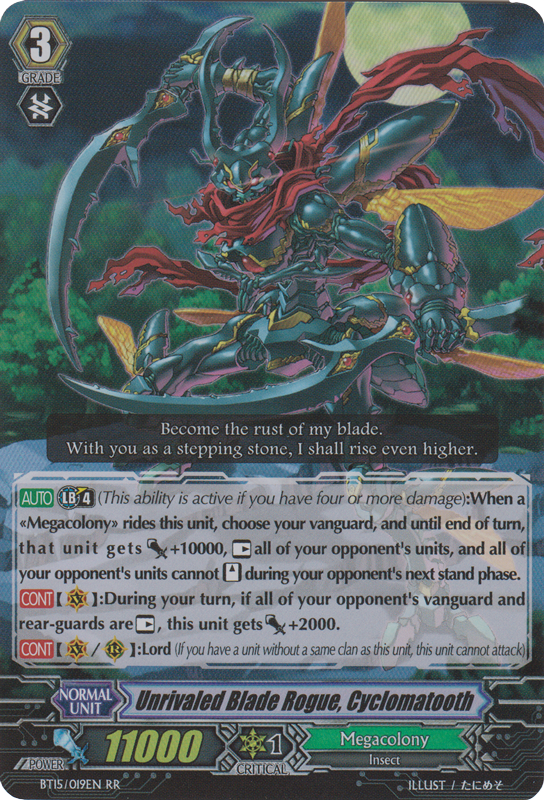 3
GRADE
Become the rust of my blade.
With you as a stepping stone, I shall rise even higher.
AUTO LB 4 (This ability is active if you have four or more damage):When a
«Megacolony» rides this unit, choose your vanguard, and until end of turn,
that unit gets +10000, all of your opponent's units, and all of
your opponent's units cannot during your opponent's next stand phase.
CONT【V】:During your turn, if all of your opponent's vanguard and
rear-guards are , this unit gets +2000.
CONT【V / R】:Lord (If you have a unit without a same clan as this unit, this unit cannot attack)
NORMAL
UNIT
Unrivaled Blade Rogue, Cyclomatooth
POWER
11000
1
CRITICAL
Megacolony
Insect
BT15/019EN RR
ILLUST / たにめそ